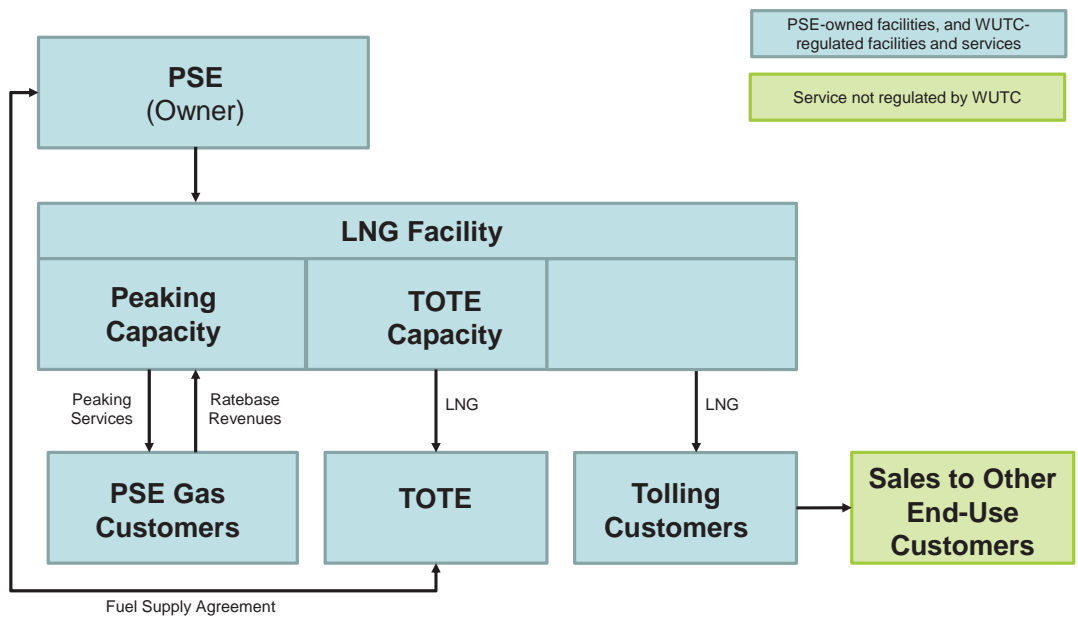 PSE-owned facilities, and WUTC-
regulated facilities and services
Service not regulated by WUTC
PSE
(Owner)
LNG Facility
Peaking
Capacity
TOTE
Capacity
Peaking
Services
Ratebase
Revenues
LNG
LNG
PSE Gas
Customers
TOTE
Tolling
Customers
Sales to Other
End-Use
Customers
Fuel Supply Agreement